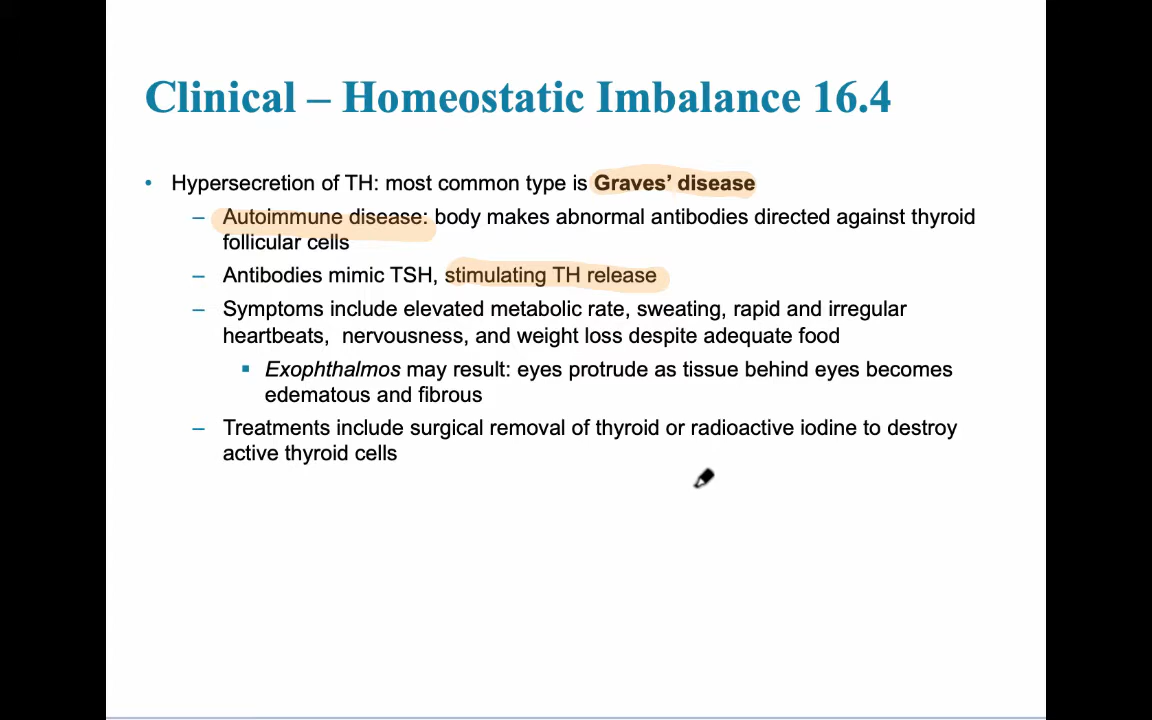 Clinical – Homeostatic Imbalance 16.4
• Hypersecretion of TH: most common type is Graves’ disease
– Autoimmune disease: body makes abnormal antibodies directed against thyroid
follicular cells
– Antibodies mimic TSH, stimulating TH release
– Symptoms include elevated metabolic rate, sweating, rapid and irregular
heartbeats, nervousness, and weight loss despite adequate food
▪ Exophthalmos may result: eyes protrude as tissue behind eyes becomes
edematous and fibrous
– Treatments include surgical removal of thyroid or radioactive iodine to destroy
active thyroid cells